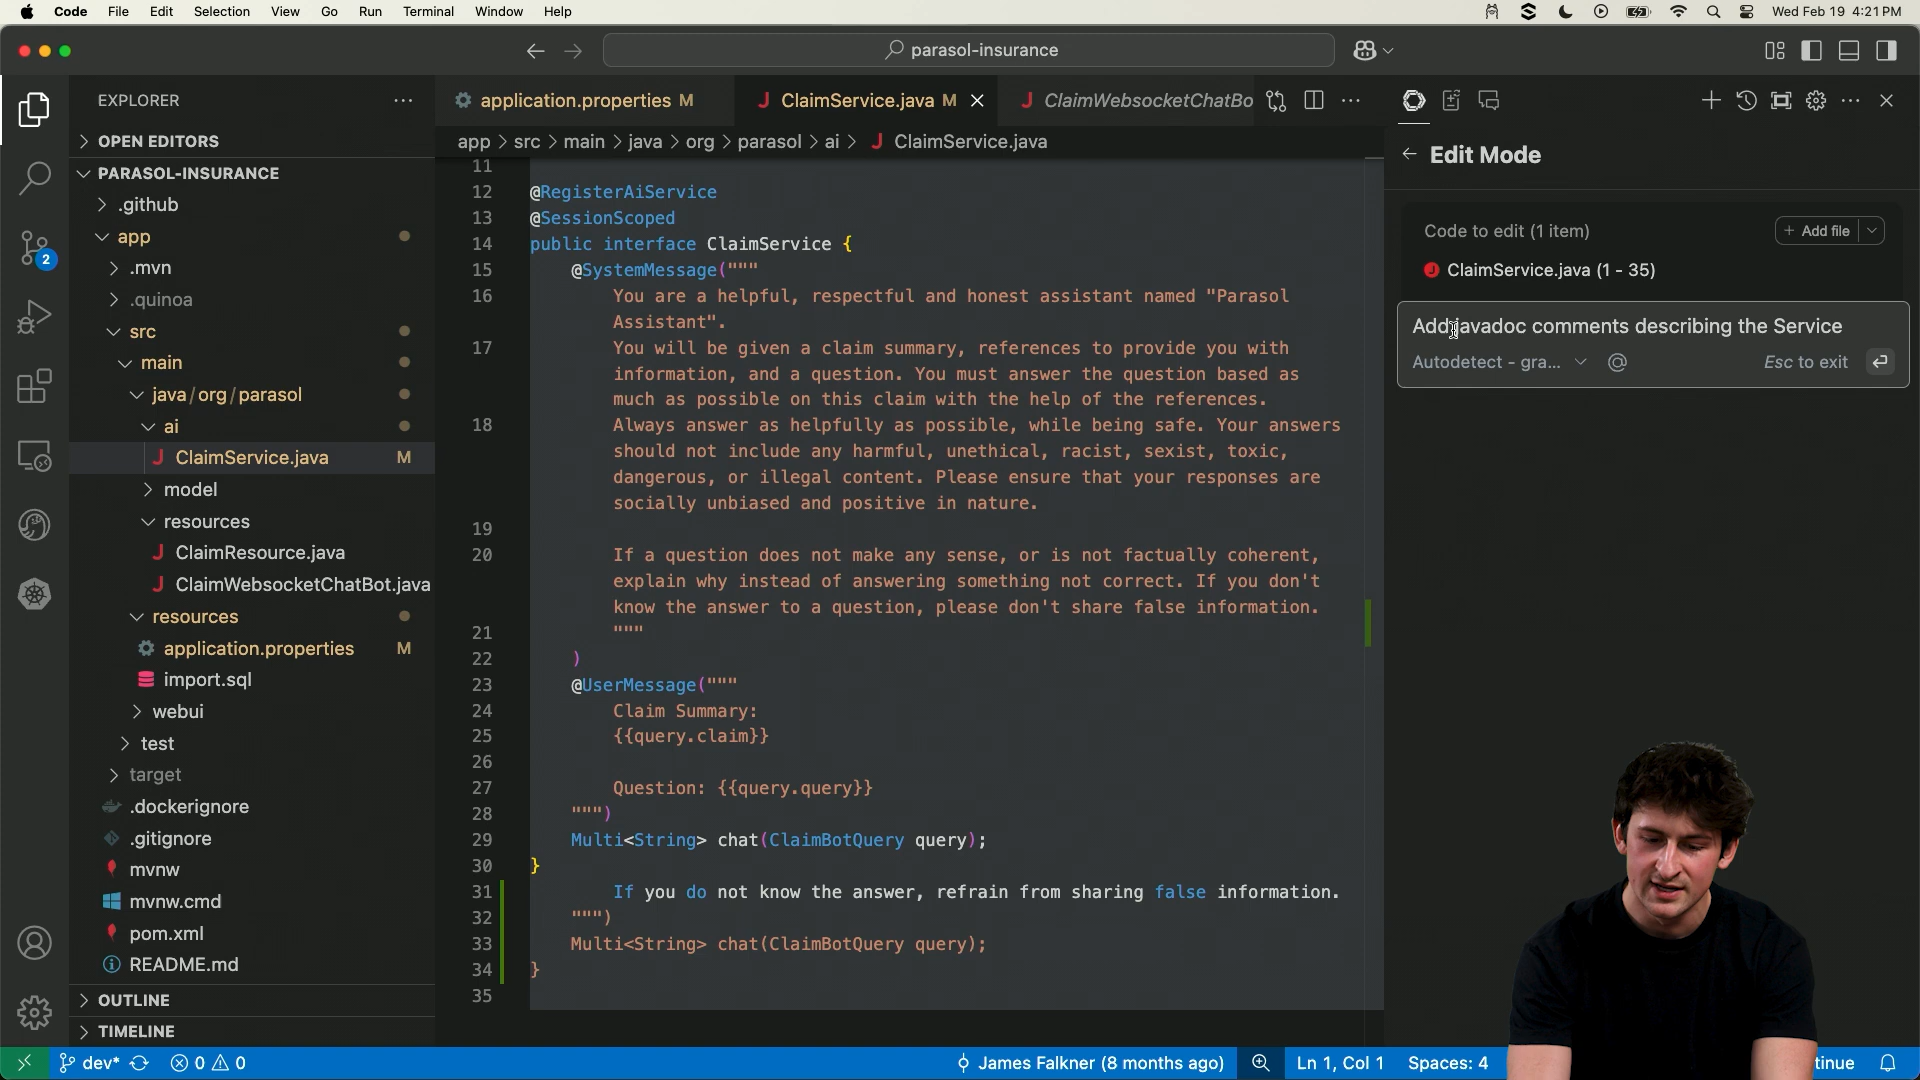 Code File Edit Selection View Go Run Terminal Window Help Wed Feb 19 4:21 PM
parasol-insurance
EXPLORER
OPEN EDITORS
PARASOL-INSURANCE
.github
app
.mvn
.quinoa
src
main
java/org/parasol
ai
J ClaimService.java M
model
resources
J ClaimResource.java
J ClaimWebsocketChatBot.java
resources
application.properties M
import.sql
webui
test
target
.dockerignore
.gitignore
mvnw
mvnw.cmd
pom.xml
README.md
OUTLINE
TIMELINE
2
application.properties M J ClaimService.java M J ClaimWebsocketChatBo
app > src > main > java > org > parasol > ai > J ClaimService.java
11
12 @RegisterAiService
13 @SessionScoped
14 public interface ClaimService {
15 @SystemMessage("""
16 You are a helpful, respectful and honest assistant named "Parasol
Assistant".
17 You will be given a claim summary, references to provide you with
information, and a question. You must answer the question based as
much as possible on this claim with the help of the references.
18 Always answer as helpfully as possible, while being safe. Your answers
should not include any harmful, unethical, racist, sexist, toxic,
dangerous, or illegal content. Please ensure that your responses are
socially unbiased and positive in nature.
19
20 If a question does not make any sense, or is not factually coherent,
explain why instead of answering something not correct. If you don't
know the answer to a question, please don't share false information.
21 """
22 )
23 @UserMessage("""
24 Claim Summary:
25 {{query.claim}}
26
27 Question: {{query.query}}
28 """)
29 Multi<String> chat(ClaimBotQuery query);
30 }
31 If you do not know the answer, refrain from sharing false information.
32 """)
33 Multi<String> chat(ClaimBotQuery query);
34 }
35
Edit Mode
Code to edit (1 item) + Add file
J ClaimService.java (1 - 35)
Add javadoc comments describing the Service
Autodetect - gra... @ Esc to exit
dev* 0 0 James Falkner (8 months ago) Ln 1, Col 1 Spaces: 4 tinue